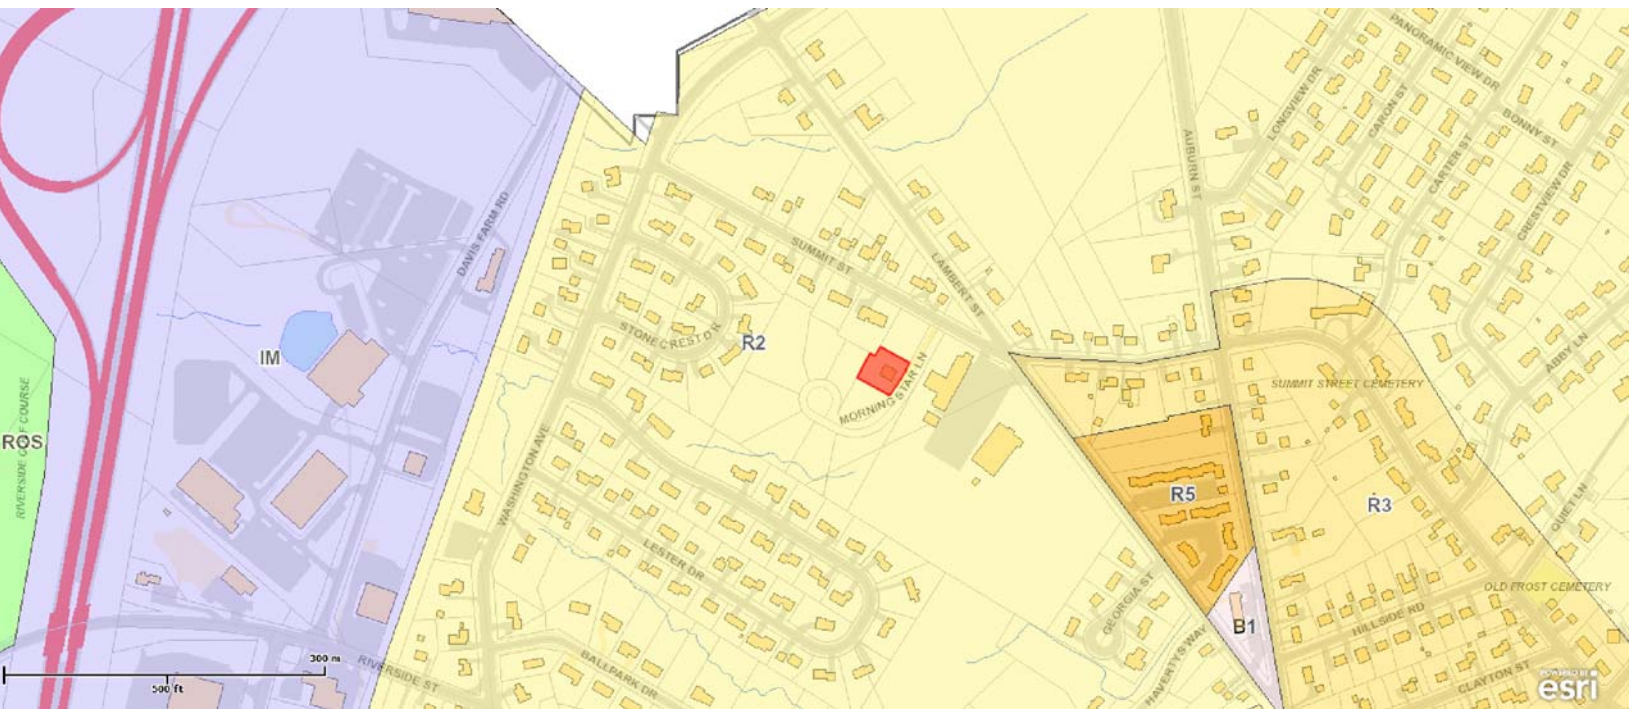 PANORAMIC VIEW DR
LONGVIEW DR
CARON ST
BONNY ST
CARTER ST
AUBURN ST
CRESTVIEW DR
DAVIS FARM RD
SUMMIT ST
LAMBERT ST
STONECREST DR
R2
IM
MORNING STAR LN
ABBY LN
SUMMIT STREET CEMETERY
ROS
RIVERSIDE GOLF COURSE
WASHINGTON AVE
R5
R3
QUIET LN
LESTER DR
OLD FROST CEMETERY
GEORGIA ST
HILLSIDE RD
B1
HAVERTYS WAY
RIVERSIDE ST
BALLPARK DR
CLAYTON ST
300 m
500 ft
POWERED BY
esri